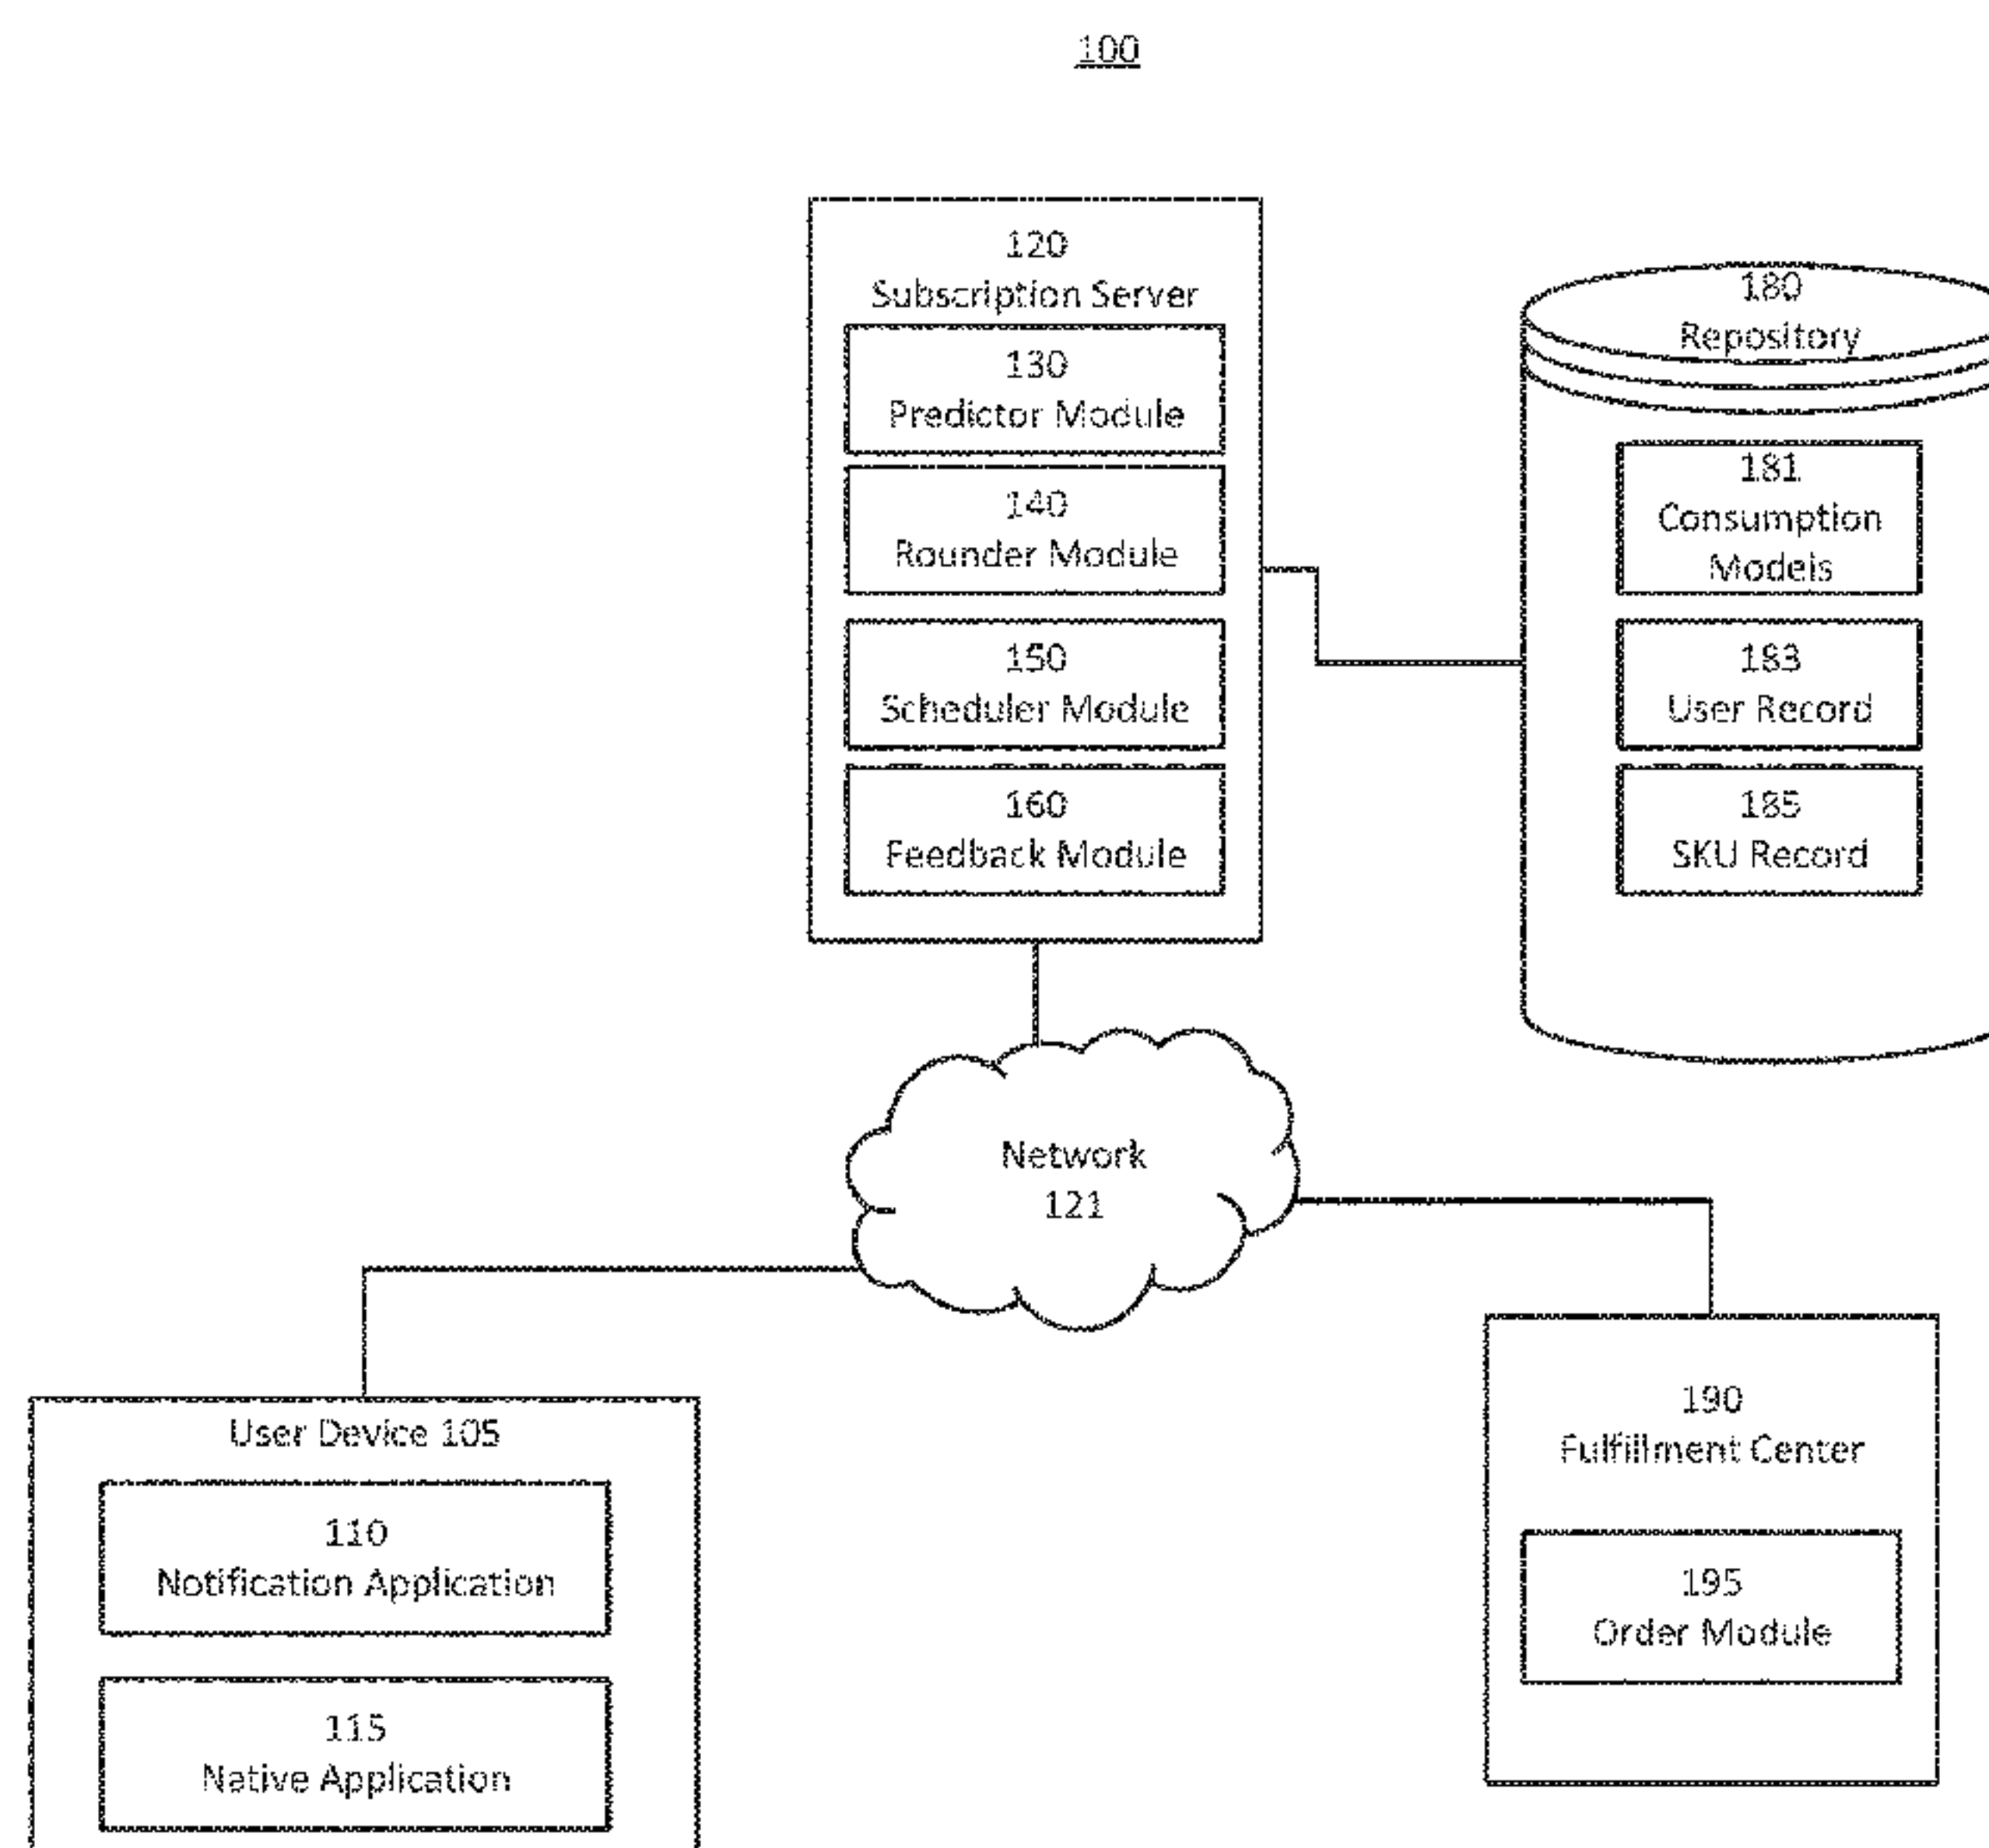 100
120
Subscription Server
130
Predictor Module
140
Rounder Module
150
Scheduler Module
160
Feedback Module
180
Repository
181
Consumption
Models
183
User Record
185
SKU Record
Network
121
User Device 105
110
Notification Application
115
Native Application
190
Fulfillment Center
195
Order Module